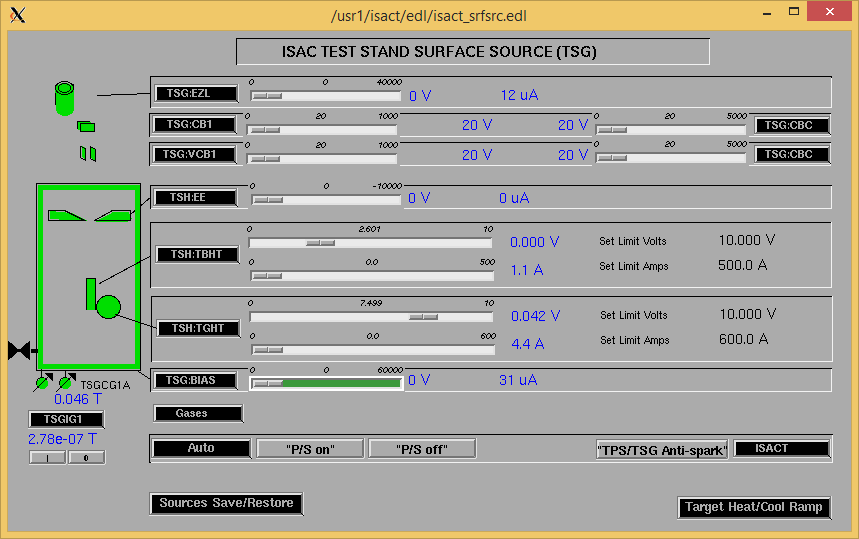 /usr1/isact/edl/isact_srfsrc.edl
ISAC TEST STAND SURFACE SOURCE (TSG)
TSG:EZL 0 0 40000 0 V 12 uA
TSG:CB1 0 20 1000 20 V 20 V 0 20 5000 TSG:CBC
TSG:VCB1 0 20 1000 20 V 20 V 0 20 5000 TSG:CBC
TSH:EE 0 0 -10000 0 V 0 uA
0 2.601 10 0.000 V Set Limit Volts 10.000 V
TSH:TBHT
0 0.0 500 1.1 A Set Limit Amps 500.0 A
0 7.499 10 0.042 V Set Limit Volts 10.000 V
TSH:TGHT
0 0.0 600 4.4 A Set Limit Amps 600.0 A
TSG:BIAS 0 0 60000 0 V 31 uA
TSGCG1A
0.046 T
Gases
TSGIG1
2.78e-07 T
I 0
Auto "P/S on" "P/S off" "TPS/TSG Anti-spark" ISACT
Sources Save/Restore Target Heat/Cool Ramp